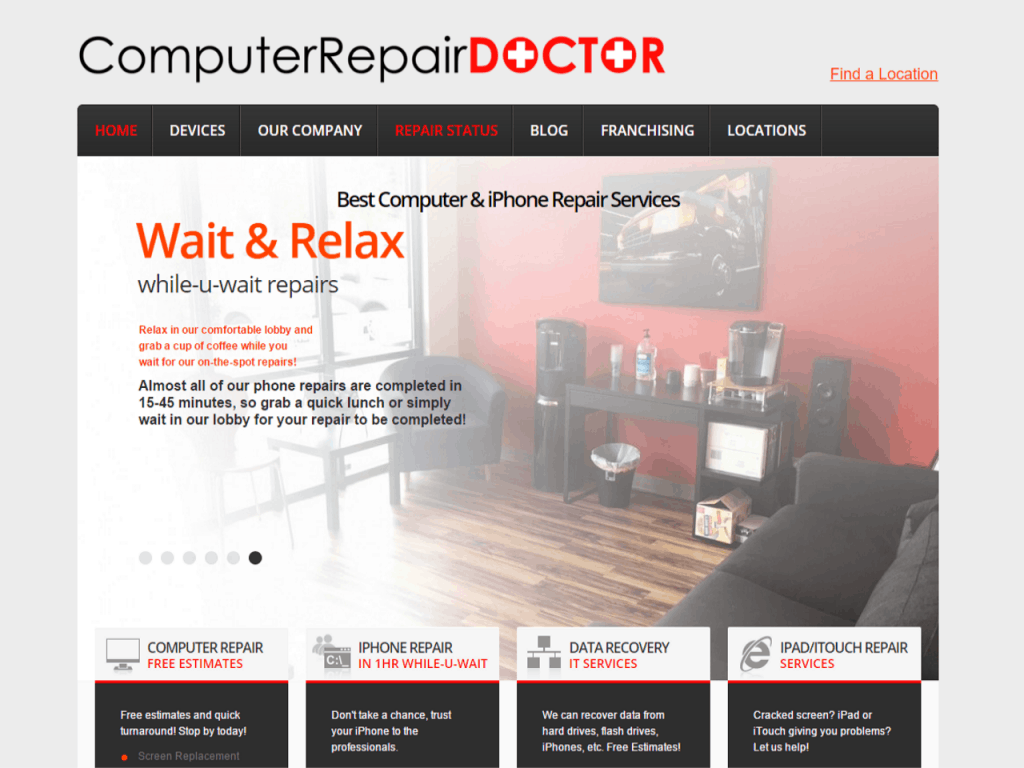 ComputerRepairDOCTOR
Find a Location
HOME
DEVICES
OUR COMPANY
REPAIR STATUS
BLOG
FRANCHISING
LOCATIONS
Best Computer & iPhone Repair Services
Wait & Relax
while-u-wait repairs
Relax in our comfortable lobby and
grab a cup of coffee while you
wait for our on-the-spot repairs!
Almost all of our phone repairs are completed in
15-45 minutes, so grab a quick lunch or simply
wait in our lobby for your repair to be completed!
COMPUTER REPAIR
FREE ESTIMATES
Free estimates and quick
turnaround! Stop by today!
Screen Replacement
C:\_
IPHONE REPAIR
IN 1HR WHILE-U-WAIT
Don't take a chance, trust
your iPhone to the
professionals.
DATA RECOVERY
IT SERVICES
We can recover data from
hard drives, flash drives,
iPhones, etc. Free Estimates!
IPAD/ITOUCH REPAIR
SERVICES
Cracked screen? iPad or
iTouch giving you problems?
Let us help!